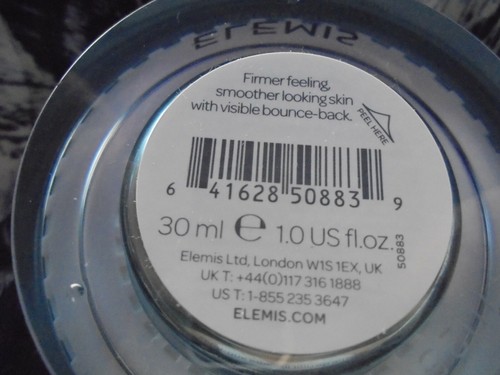 ELEMIS
Firmer feeling,
smoother looking skin
with visible bounce-back.
PEEL HERE
6 41628 50883 9
30 ml e 1.0 US fl.oz.
50883
Elemis Ltd, London W1S 1EX, UK
UK T: +44(0)117 316 1888
US T: 1-855 235 3647
ELEMIS.COM